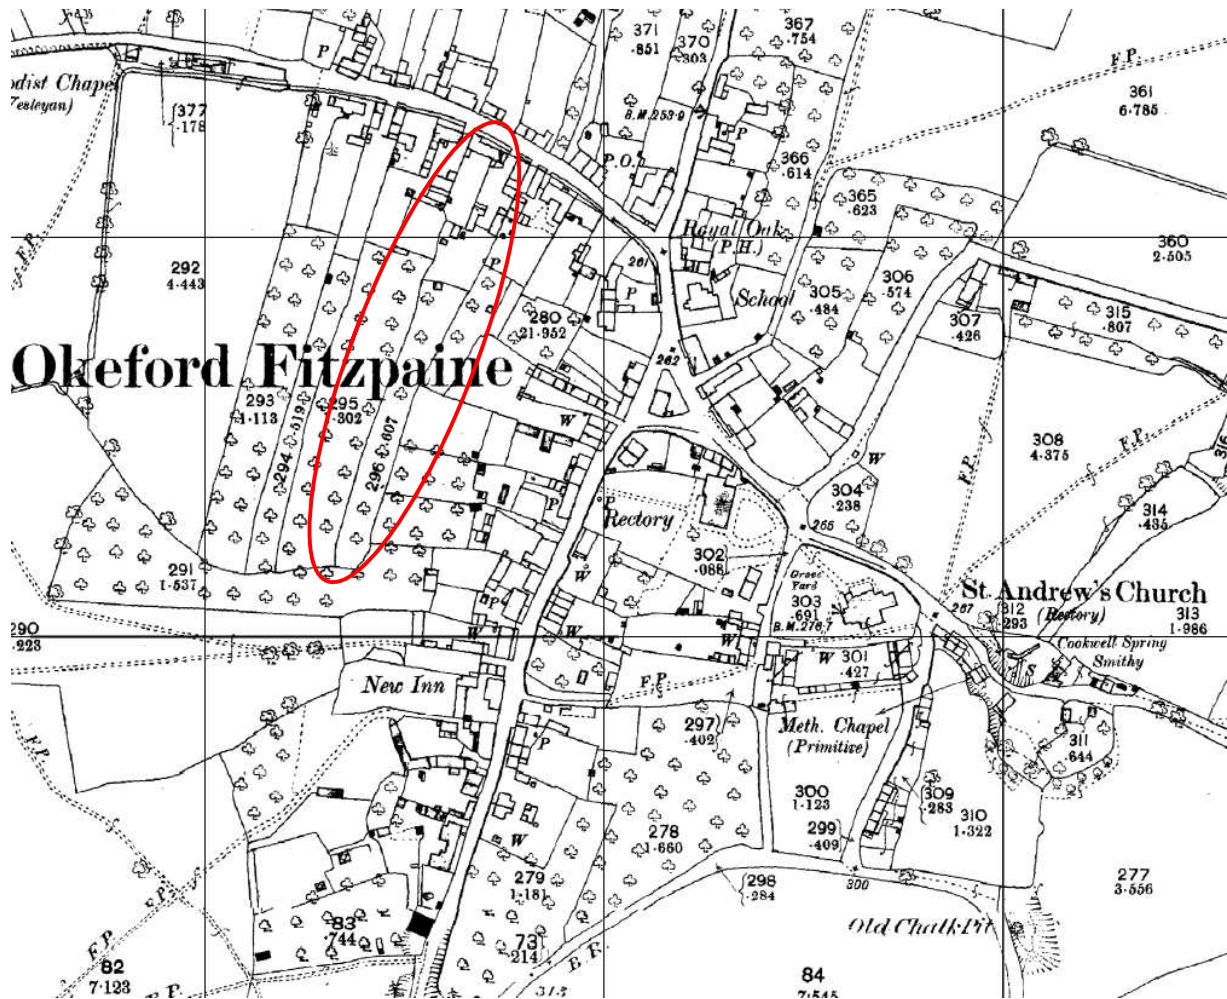 367
.754
371
.851
370
.303
F.P.
361
6.785
P
odist Chapel
Vesleyan)
377
.178
B.M.253.9
P
P.O.
366
.614
365
.623
F.P.
261
Royal Oak
(P.H.)
360
2.505
292
4.443
P
P
School
305
.484
306
.574
307
.426
315
.807
280
21.952
262
Okeford Fitzpaine
293
1.113
294 .519
295
.302
296 .607
W
308
4.375
F.P.
F.P.
W
316
P
P
Rectory
304
.238
265
314
.435
302
.088
291
1.537
W
Grave
Yard
303
.691
B.M.276.7
St. Andrew's Church
(Rectory)
267
312
.293
313
1.986
P
290
.223
W
W
W
W
301
.427
Cookwell Spring
Smithy
S
New Inn
F.P.
297
.402
Meth. Chapel
(Primitive)
311
.644
F.P.
P
300
1.123
309
.283
310
1.322
W
278
1.660
299
.409
279
1.181
298
.284
300
277
3.556
F.P.
83
.744
73
.214
Old Chalk Pit
F.P.
B.R.
82
7.123
F.P.
313
84
7.545